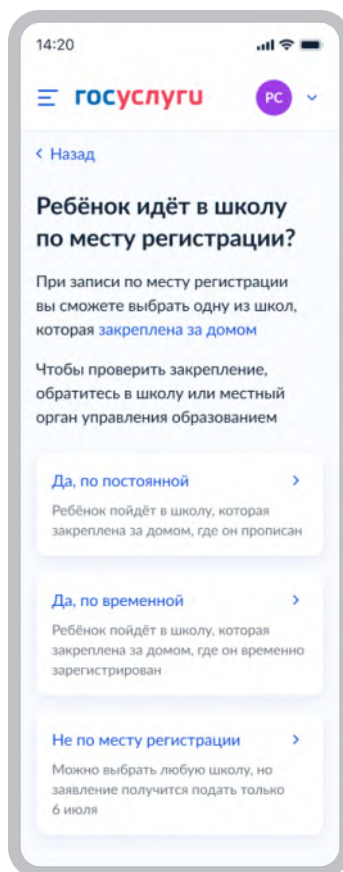 14:20
госуслуги
РС
Назад
Ребёнок идёт в школу
по месту регистрации?
При записи по месту регистрации
вы сможете выбрать одну из школ,
которая закреплена за домом
Чтобы проверить закрепление,
обратитесь в школу или местный
орган управления образованием
Да, по постоянной
Ребёнок пойдёт в школу, которая
закреплена за домом, где он прописан
Да, по временной
Ребёнок пойдёт в школу, которая
закреплена за домом, где он временно
зарегистрирован
Не по месту регистрации
Можно выбрать любую школу, но
заявление получится подать только
6 июля